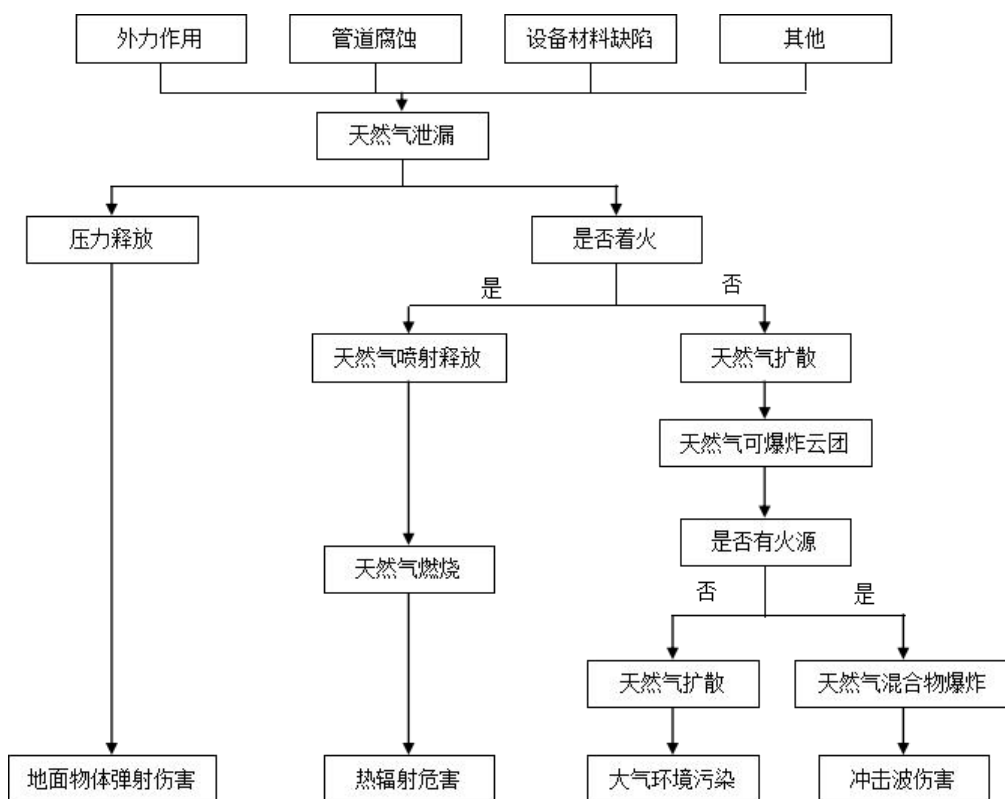 外力作用
管道腐蚀
设备材料缺陷
其他
天然气泄漏
压力释放
是否着火
是
否
天然气喷射释放
天然气扩散
天然气可爆炸云团
是否有火源
天然气燃烧
否
是
天然气扩散
天然气混合物爆炸
地面物体弹射伤害
热辐射危害
大气环境污染
冲击波伤害